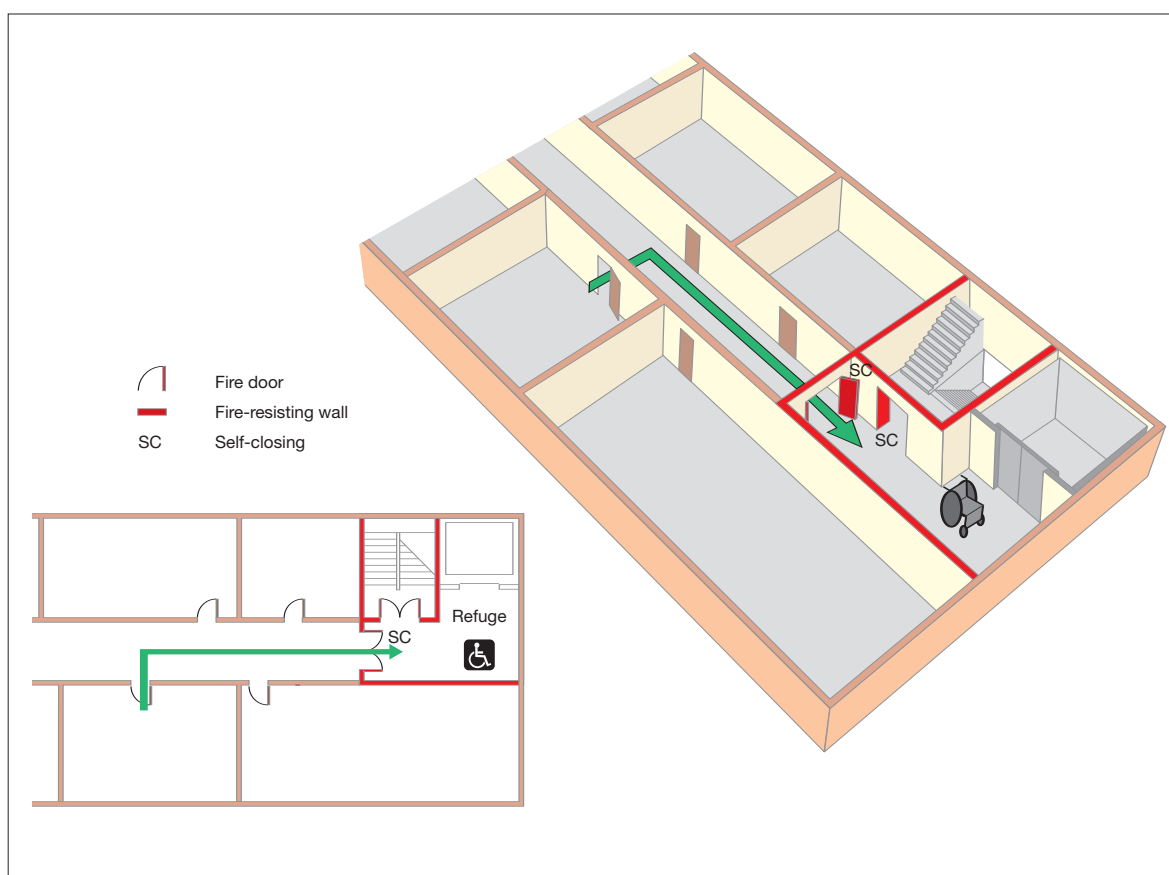 SC
SC
Fire door
Fire-resisting wall
SC
Self-closing
Refuge
SC